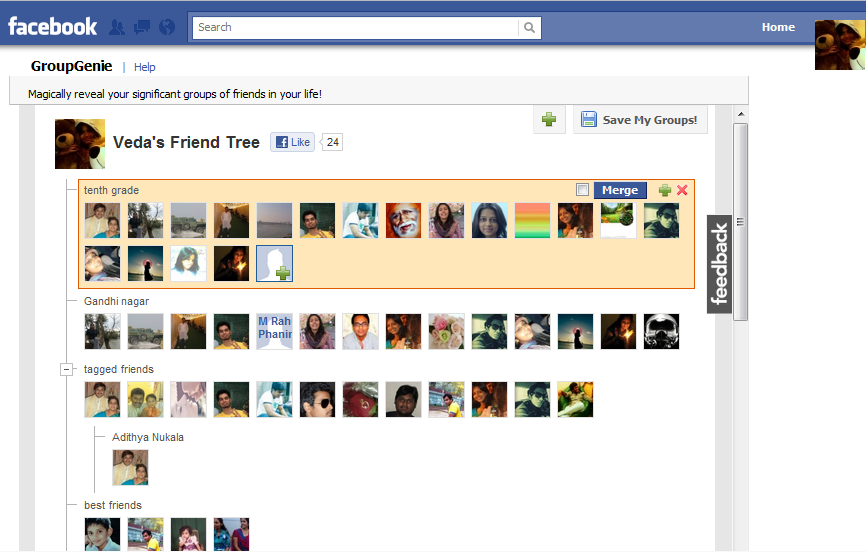 facebook
Search
Home
GroupGenie | Help
Magically reveal your significant groups of friends in your life!
Save My Groups!
Veda's Friend Tree
Like
24
tenth grade
Merge
feedback
Gandhi nagar
M Rah
Phanin
tagged friends
Adithya Nukala
best friends